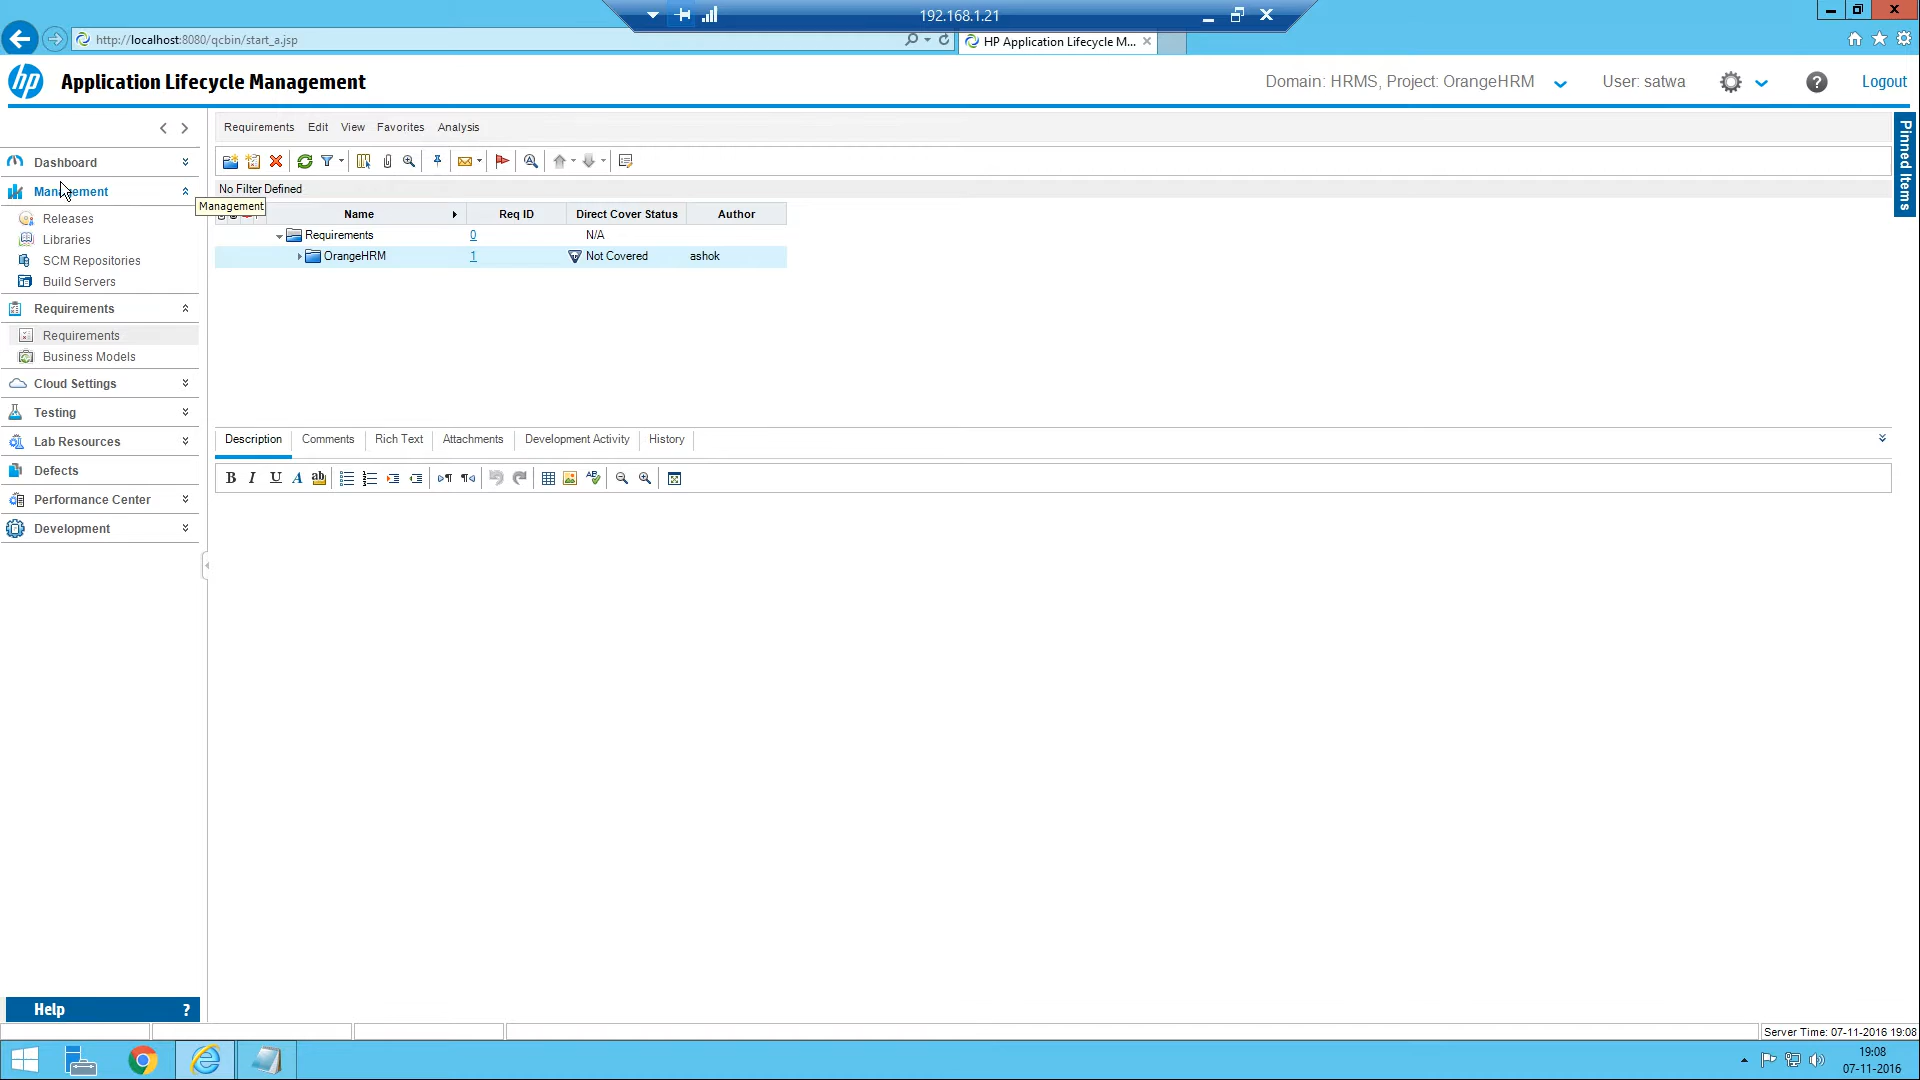 192.168.1.21
http://localhost:8080/qcbin/start_a.jsp
HP Application Lifecycle M...
hp
Application Lifecycle Management
Domain: HRMS, Project: OrangeHRM
User: satwa
?
Logout
Requirements Edit View Favorites Analysis
Pinned Items
Dashboard
Management
Releases
Libraries
SCM Repositories
Build Servers
Requirements
Requirements
Business Models
Cloud Settings
Testing
Lab Resources
Defects
Performance Center
Development
No Filter Defined
Management
Name Req ID Direct Cover Status Author
Requirements 0 N/A
OrangeHRM 1 Not Covered ashok
Description Comments Rich Text Attachments Development Activity History
B I U A ab
Help ?
Server Time: 07-11-2016 19:08
19:08
07-11-2016